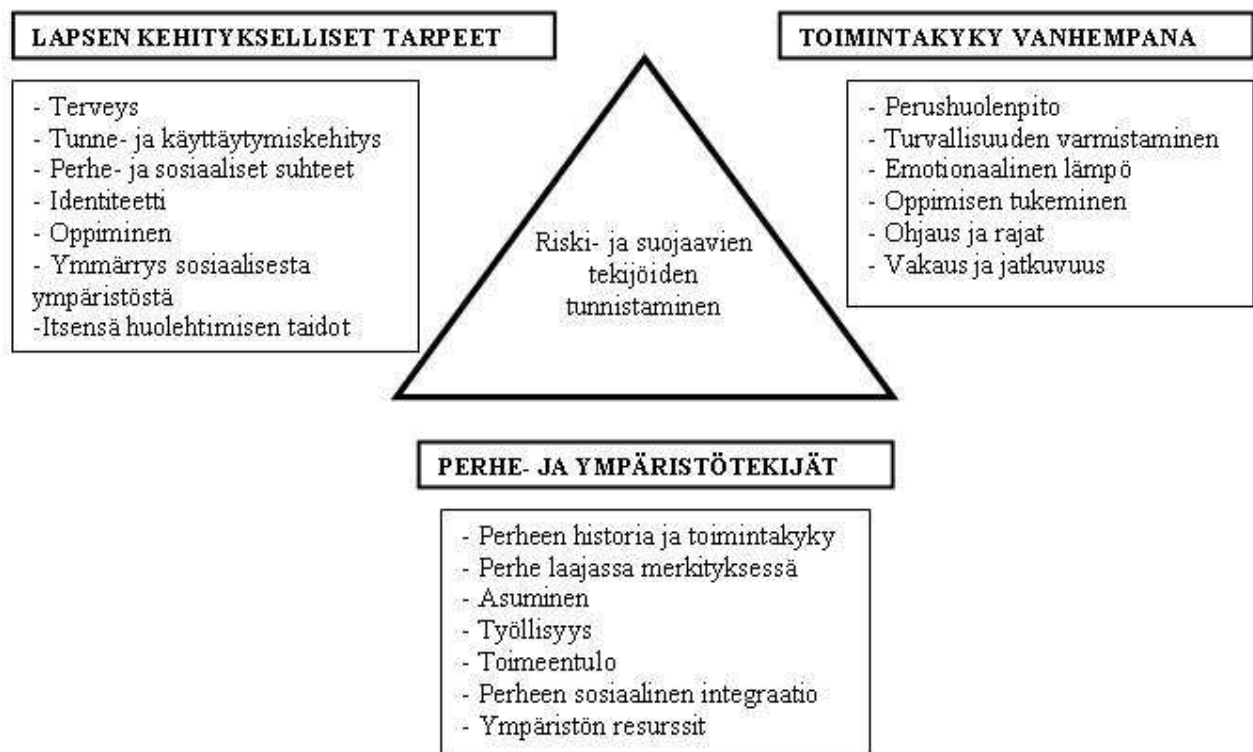 LAPSEN KEHITYKSELLISET TARPEET
- Terveys
- Tunne- ja käyttäytymiskehitys
- Perhe- ja sosiaaliset suhteet
- Identiteetti
- Oppiminen
- Ymmärrys sosiaalisesta
ympäristöstä
-Itsensä huolehtimisen taidot
TOIMINTAKYKY VANHEMPANA
- Perushuolenpito
- Turvallisuuden varmistaminen
- Emotionaalinen lämpö
- Oppimisen tukeminen
- Ohjaus ja rajat
- Vakaus ja jatkuvuus
Riski- ja suojaavien
tekijöiden
tunnistaminen
PERHE- JA YMPÄRISTÖTEKIJÄT
- Perheen historia ja toimintakyky
- Perhe laajassa merkityksessä
- Asuminen
- Työllisyys
- Toimeentulo
- Perheen sosiaalinen integraatio
- Ympäristön resurssit